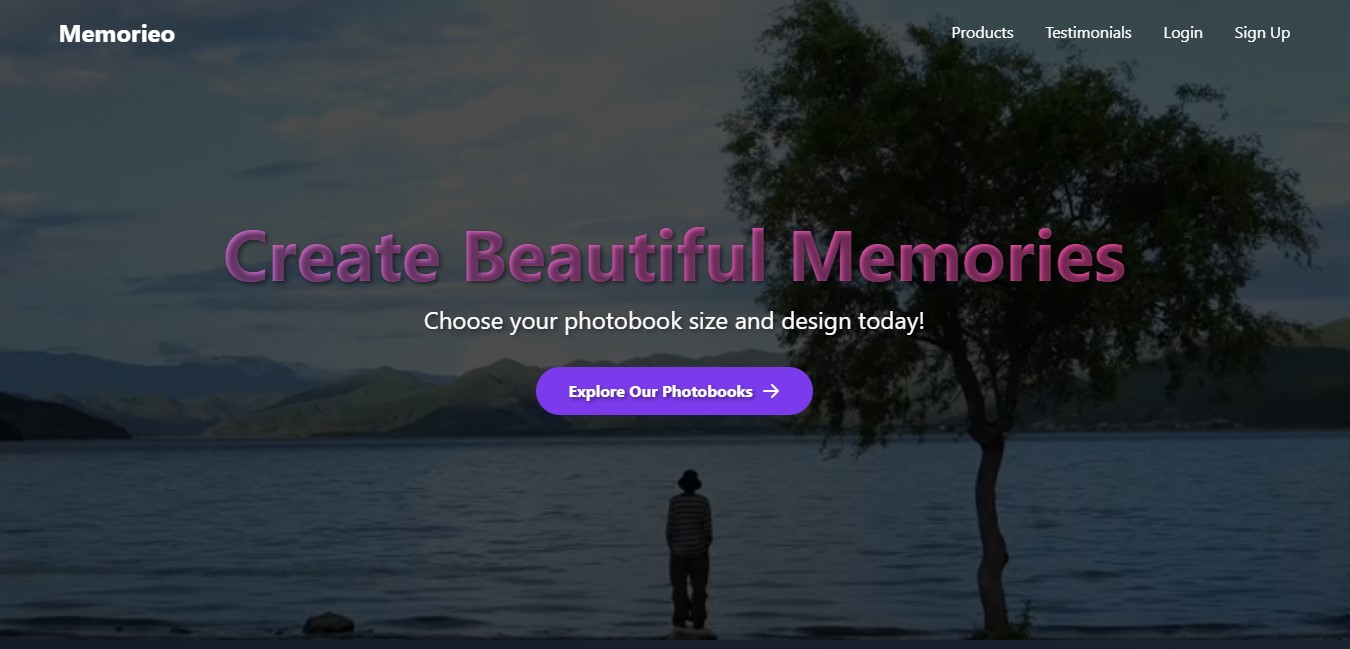 Memorieo
Products
Testimonials
Login
Sign Up
Create Beautiful Memories
Choose your photobook size and design today!
Explore Our Photobooks →